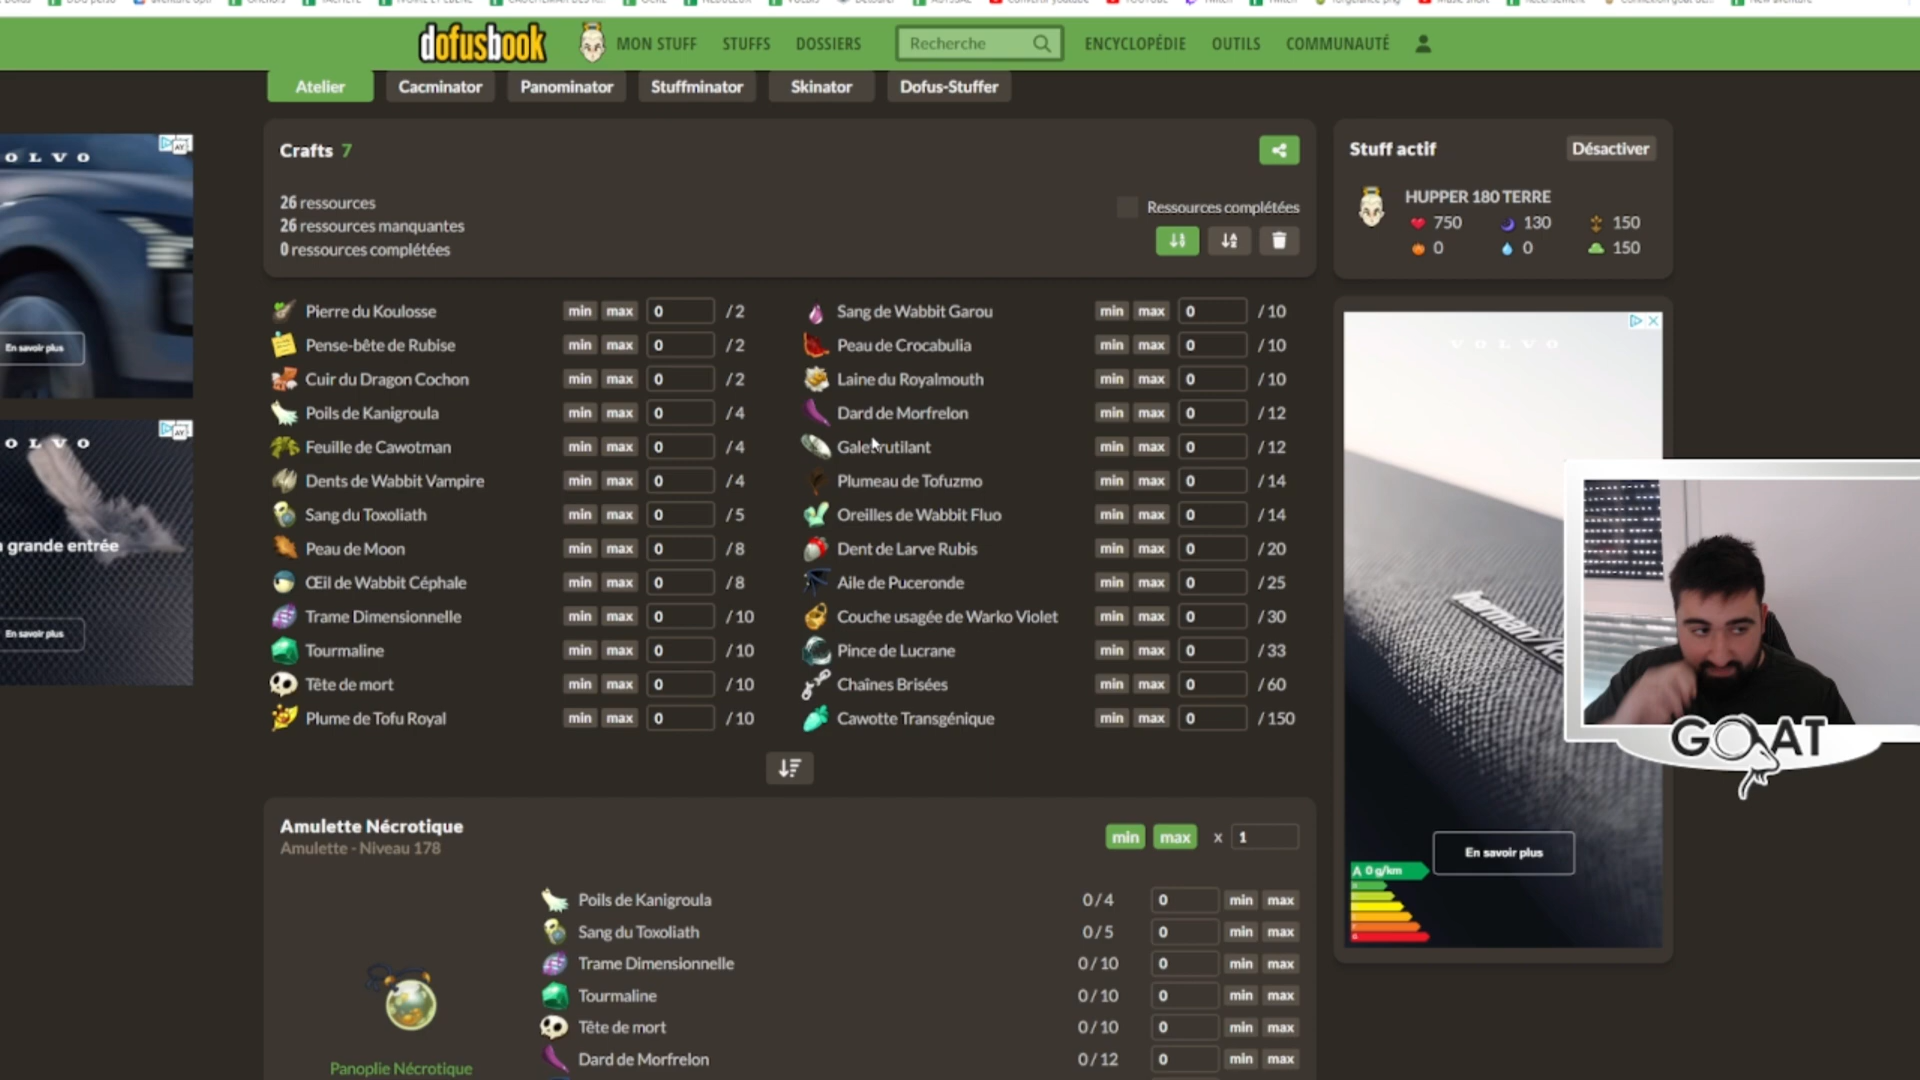 dofusbook
MON STUFF
STUFFS
DOSSIERS
Recherche
ENCYCLOPÉDIE
OUTILS
COMMUNAUTÉ
Atelier
Cacminator
Panominator
Stuffminator
Skinator
Dofus-Stuffer
Crafts 7
26 ressources
26 ressources manquantes
0 ressources complétées
Ressources complétées
Stuff actif
Désactiver
HUPPER 180 TERRE
750 130 150
0 0 150
Pierre du Koulosse min max 0 / 2
Sang de Wabbit Garou min max 0 / 10
Pense-bête de Rubise min max 0 / 2
Peau de Crocabulia min max 0 / 10
Cuir du Dragon Cochon min max 0 / 2
Laine du Royalmouth min max 0 / 10
Poils de Kanigroula min max 0 / 4
Dard de Morfrelon min max 0 / 12
Feuille de Cawotman min max 0 / 4
Galet rutilant min max 0 / 12
Dents de Wabbit Vampire min max 0 / 4
Plumeau de Tofuzmo min max 0 / 14
Sang du Toxoliath min max 0 / 5
Oreilles de Wabbit Fluo min max 0 / 14
Peau de Moon min max 0 / 8
Dent de Larve Rubis min max 0 / 20
Œil de Wabbit Céphale min max 0 / 8
Aile de Puceronde min max 0 / 25
Trame Dimensionnelle min max 0 / 10
Couche usagée de Warko Violet min max 0 / 30
Tourmaline min max 0 / 10
Pince de Lucrane min max 0 / 33
Tête de mort min max 0 / 10
Chaînes Brisées min max 0 / 60
Plume de Tofu Royal min max 0 / 10
Cawotte Transgénique min max 0 / 150
Amulette Nécrotique
Amulette - Niveau 178
min max x 1
Poils de Kanigroula 0 / 4 0 min max
Sang du Toxoliath 0 / 5 0 min max
Trame Dimensionnelle 0 / 10 0 min max
Tourmaline 0 / 10 0 min max
Tête de mort 0 / 10 0 min max
Dard de Morfrelon 0 / 12 0 min max
Panoplie Nécrotique
O L V O
En savoir plus
O L V O
grande entrée
En savoir plus
VOLVO
harman/ka
En savoir plus
A 0 g/km
GOAT